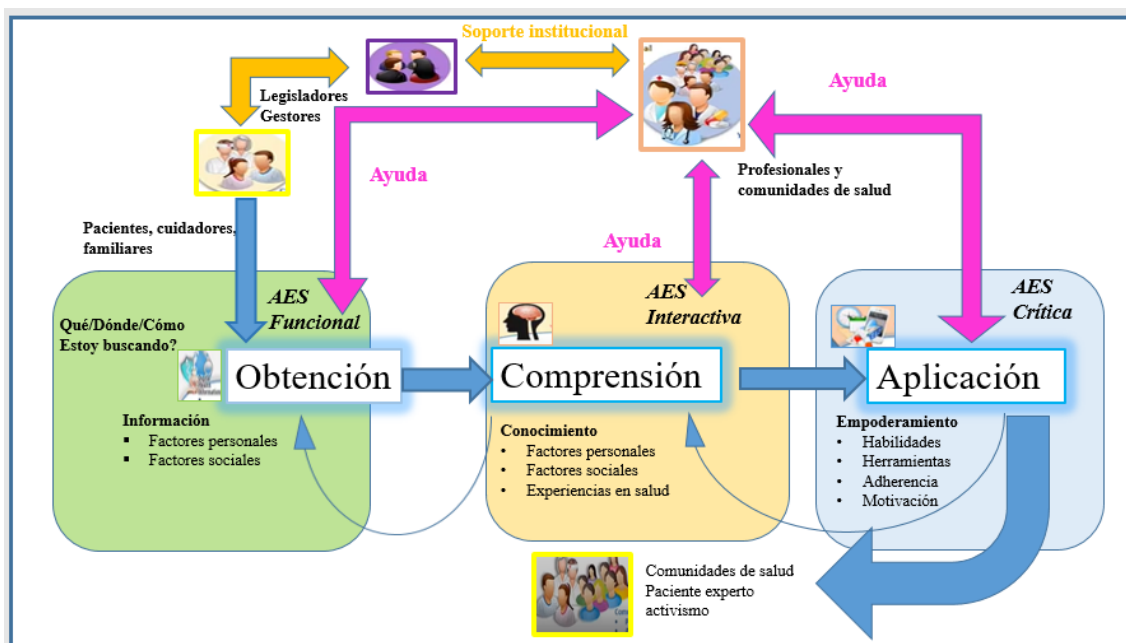 Soporte institucional
Legisladores
Gestores
Ayuda
Ayuda
Profesionales y
comunidades de salud
Pacientes, cuidadores,
familiares
Ayuda
AES
Funcional
Qué/Dónde/Cómo
Estoy buscando?
Obtención
Información
▪ Factores personales
▪ Factores sociales
AES
Interactiva
Comprensión
Conocimiento
• Factores personales
• Factores sociales
• Experiencias en salud
AES
Crítica
Aplicación
Empoderamiento
• Habilidades
• Herramientas
• Adherencia
• Motivación
Comunidades de salud
Paciente experto
activismo